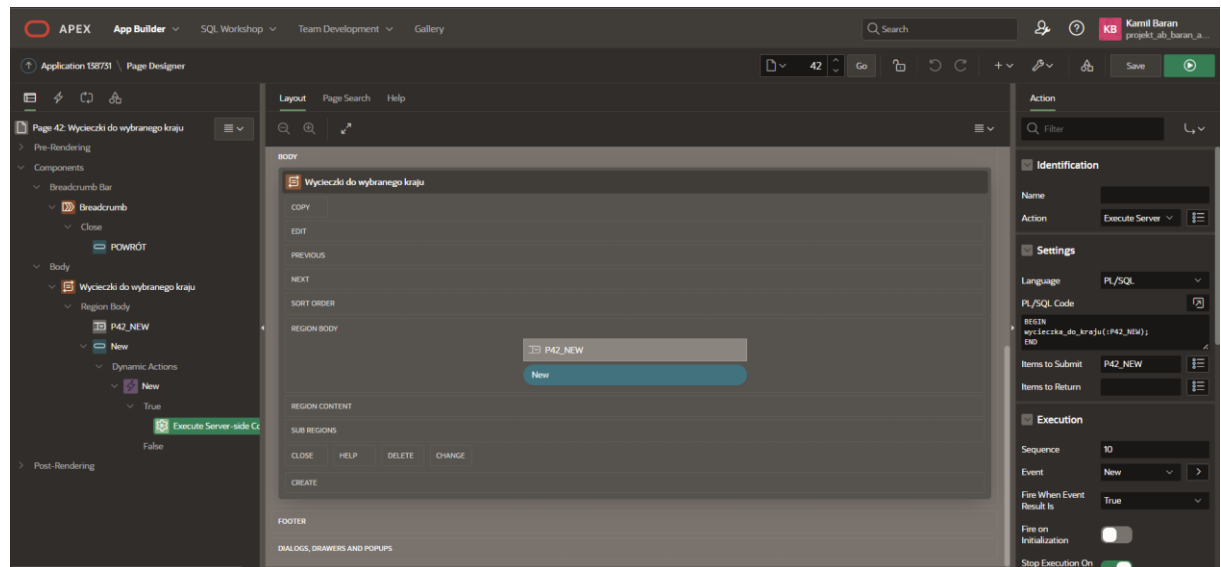 APEX App Builder SQL Workshop Team Development Gallery Search KB Kamil Baran
projekt_ab_baran_a...
Application 138731 \ Page Designer 42 Go Save
Layout Page Search Help
Action
Page 42: Wycieczki do wybranego kraju
Pre-Rendering
Components
Breadcrumb Bar
Breadcrumb
Close
POWRÓT
Body
Wycieczki do wybranego kraju
Region Body
P42_NEW
New
Dynamic Actions
New
True
Execute Server-side Co
False
Post-Rendering
BODY
Wycieczki do wybranego kraju
COPY
EDIT
PREVIOUS
NEXT
SORT ORDER
REGION BODY
P42_NEW
New
REGION CONTENT
SUB REGIONS
CLOSE HELP DELETE CHANGE
CREATE
FOOTER
DIALOGS, DRAWERS AND POPUPS
Filter
Identification
Name
Action Execute Server
Settings
Language PL/SQL
PL/SQL Code
BEGIN
wycieczka_do_kraju(:P42_NEW);
END
Items to Submit P42_NEW
Items to Return
Execution
Sequence 10
Event New
Fire When Event
Result Is True
Fire on
Initialization
Stop Execution On